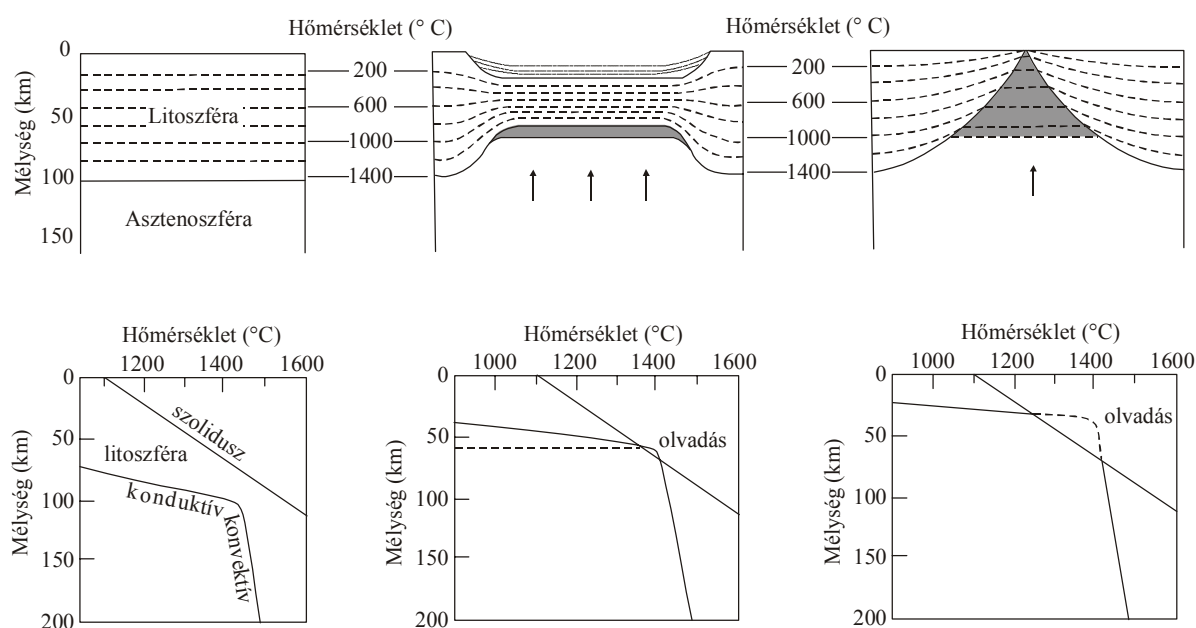 Hőmérséklet (° C)
Hőmérséklet (° C)
Mélység (km)
0
50
100
150
Litoszféra
Asztenoszféra
200
600
1000
1400
200
600
1000
1400
Hőmérséklet (°C)
1200 1400 1600
Mélység (km)
0
50
100
150
200
szolidusz
litoszféra
konduktív
konvektív
Hőmérséklet (°C)
1000 1200 1400 1600
Mélység (km)
0
50
100
150
200
olvadás
Hőmérséklet (°C)
1000 1200 1400 1600
Mélység (km)
0
50
100
150
200
olvadás